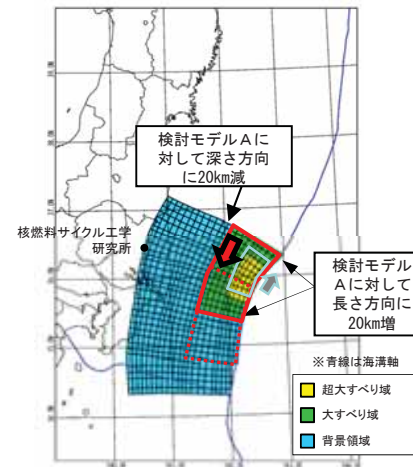 検討モデルAに
対して深さ方向
に20km減
核燃料サイクル工学
研究所
検討モデル
Aに対して
長さ方向に
20km増
※青線は海溝軸
超大すべり域
大すべり域
背景領域